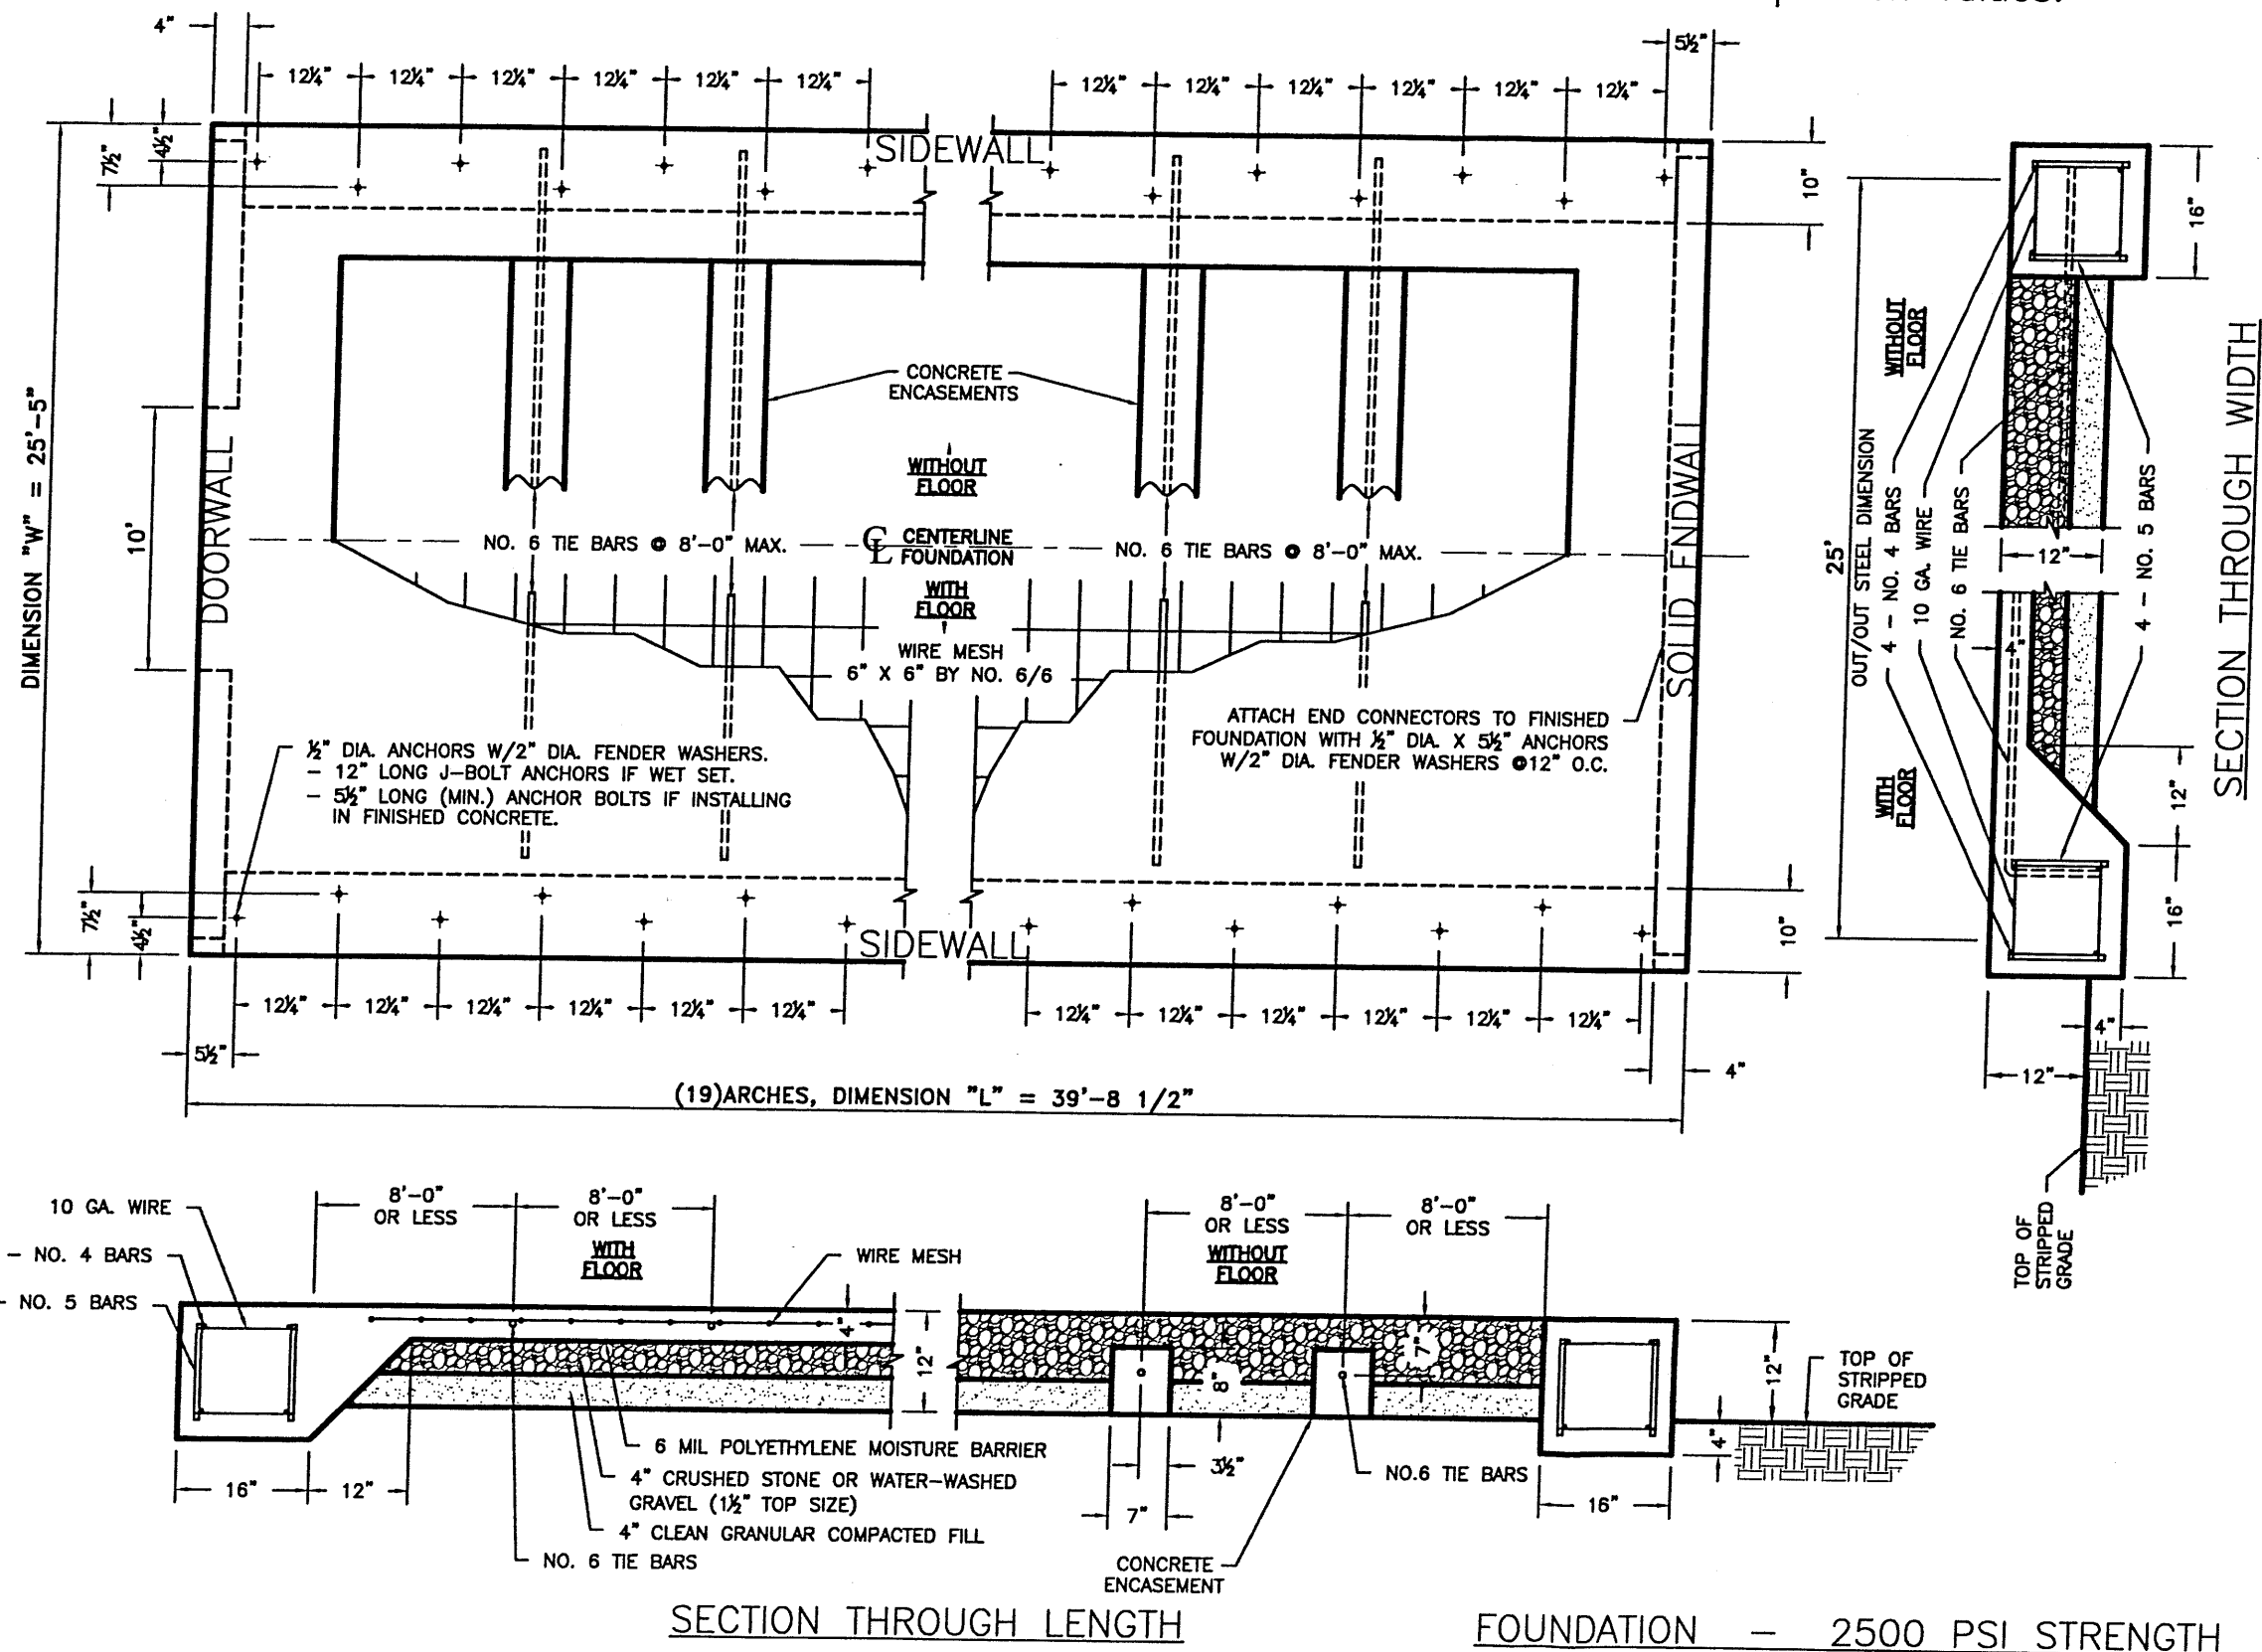 4"
5½"
12¼" 12¼" 12¼" 12¼" 12¼" 12¼"
12¼" 12¼" 12¼" 12¼" 12¼" 12¼"
7½"
4½"
SIDEWALL
10"
16"
DIMENSION "W" = 25'-5"
10'
DOORWALL
CONCRETE
ENCASEMENTS
WITHOUT
FLOOR
NO. 6 TIE BARS @ 8'-0" MAX.
CL CENTERLINE
FOUNDATION
NO. 6 TIE BARS @ 8'-0" MAX.
WITH
FLOOR
WIRE MESH
6" X 6" BY NO. 6/6
SOLID ENDWALL
½" DIA. ANCHORS W/2" DIA. FENDER WASHERS.
- 12" LONG J-BOLT ANCHORS IF WET SET.
- 5½" LONG (MIN.) ANCHOR BOLTS IF INSTALLING
IN FINISHED CONCRETE.
ATTACH END CONNECTORS TO FINISHED
FOUNDATION WITH ½" DIA. X 5½" ANCHORS
W/2" DIA. FENDER WASHERS @12" O.C.
7½"
4½"
SIDEWALL
10"
12¼" 12¼" 12¼" 12¼" 12¼" 12¼"
12¼" 12¼" 12¼" 12¼" 12¼" 12¼"
5½"
4"
(19)ARCHES, DIMENSION "L" = 39'-8 1/2"
25'
OUT/OUT STEEL DIMENSION
WITHOUT
FLOOR
WITH
FLOOR
4 - NO. 4 BARS
10 GA. WIRE
NO. 6 TIE BARS
4 - NO. 5 BARS
12"
4"
12"
16"
4"
12"
TOP OF
STRIPPED
GRADE
SECTION THROUGH WIDTH
10 GA. WIRE
- NO. 4 BARS
- NO. 5 BARS
8'-0"
OR LESS
8'-0"
OR LESS
WITH
FLOOR
WIRE MESH
8'-0"
OR LESS
8'-0"
OR LESS
WITHOUT
FLOOR
4"
12"
8"
7"
12"
4"
TOP OF
STRIPPED
GRADE
6 MIL POLYETHYLENE MOISTURE BARRIER
4" CRUSHED STONE OR WATER-WASHED
GRAVEL (1½" TOP SIZE)
4" CLEAN GRANULAR COMPACTED FILL
NO. 6 TIE BARS
16"
12"
3½"
7"
NO.6 TIE BARS
16"
CONCRETE
ENCASEMENT
SECTION THROUGH LENGTH
FOUNDATION - 2500 PSI STRENGTH